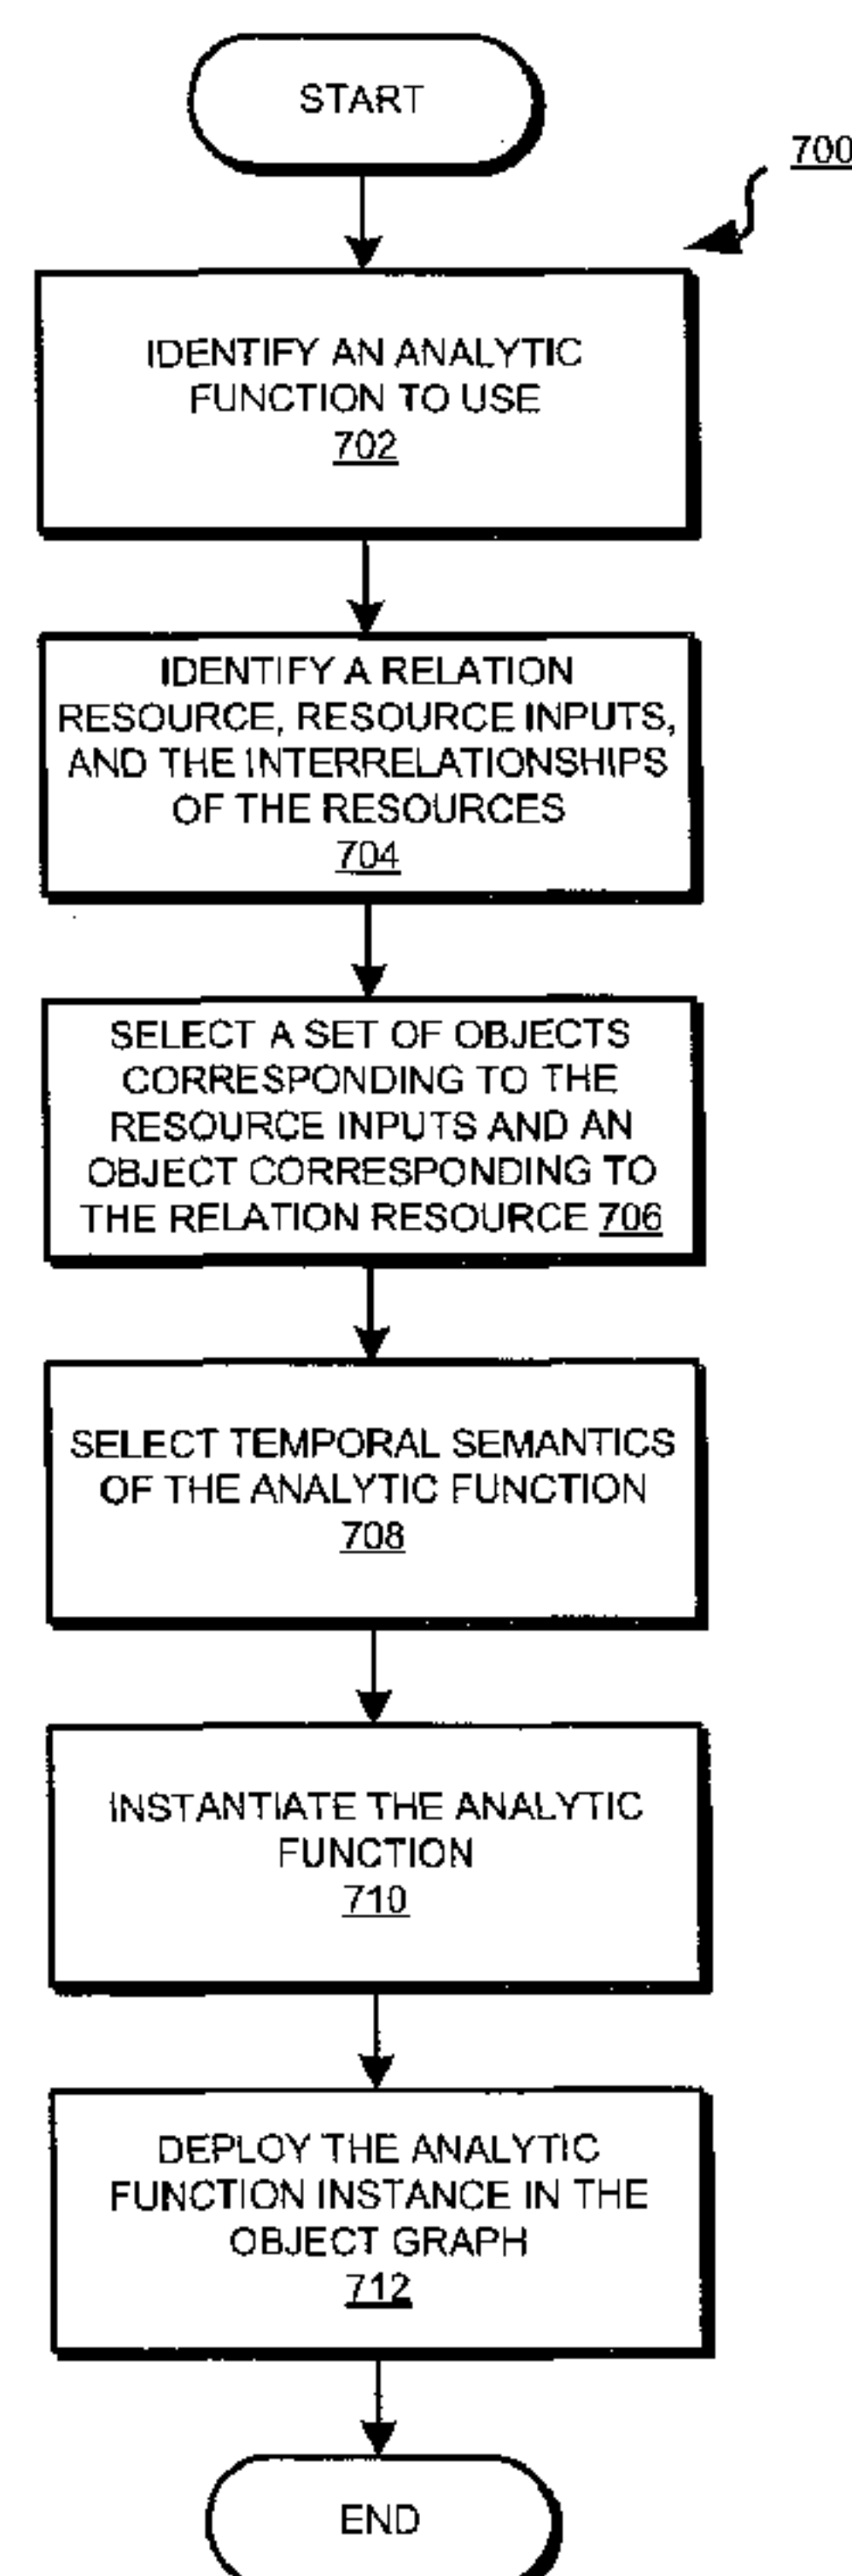 START
700
IDENTIFY AN ANALYTIC
FUNCTION TO USE
702
IDENTIFY A RELATION
RESOURCE, RESOURCE INPUTS,
AND THE INTERRELATIONSHIPS
OF THE RESOURCES
704
SELECT A SET OF OBJECTS
CORRESPONDING TO THE
RESOURCE INPUTS AND AN
OBJECT CORRESPONDING TO
THE RELATION RESOURCE 706
SELECT TEMPORAL SEMANTICS
OF THE ANALYTIC FUNCTION
708
INSTANTIATE THE ANALYTIC
FUNCTION
710
DEPLOY THE ANALYTIC
FUNCTION INSTANCE IN THE
OBJECT GRAPH
712
END